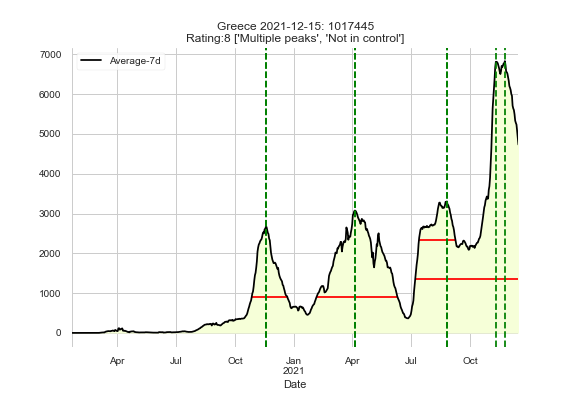 Greece 2021-12-15: 1017445
Rating:8 ['Multiple peaks', 'Not in control']
Average-7d
7000
6000
5000
4000
3000
2000
1000
0
Apr Jul Oct Jan Apr Jul Oct
2021
Date